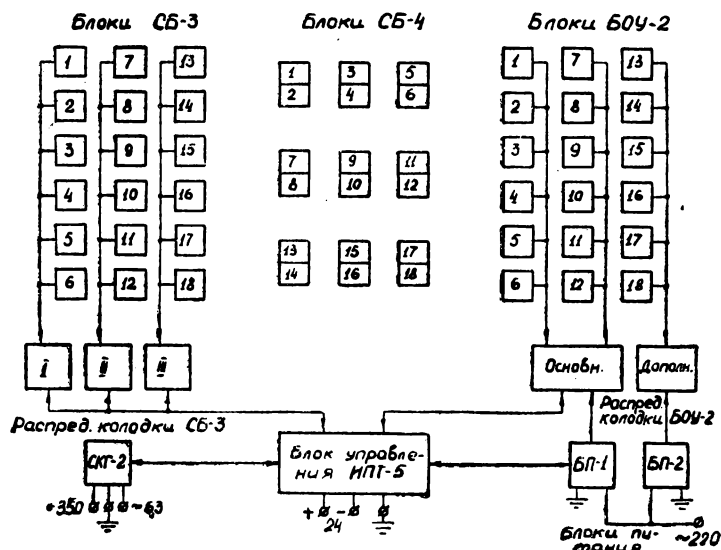 Блоки СБ-3 Блоки СБ-4 Блоки БОУ-2
1 7 13 1 3 5 1 7 13
2 8 14 2 4 6 2 8 14
3 9 15 7 9 11 3 9 15
4 10 16 8 10 12 4 10 16
5 11 17 13 15 17 5 11 17
6 12 18 14 16 18 6 12 18
I II III Основн. Дополн.
Распред. колодки СБ-3
Распред.
колодки БОУ-2
СКГ-2
Блок управле-
ния ИПТ-5
БП-1 БП-2
+350 ~6,3
+ -
24
Блоки пи-
тания ~220